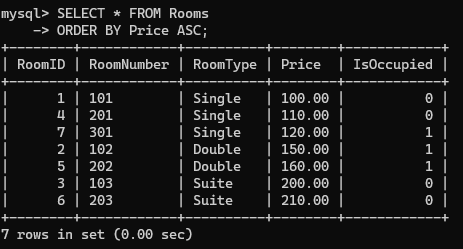 mysql> SELECT * FROM Rooms
    -> ORDER BY Price ASC;
+--------+------------+----------+--------+------------+
| RoomID | RoomNumber | RoomType | Price  | IsOccupied |
+--------+------------+----------+--------+------------+
|      1 | 101        | Single   | 100.00 |          0 |
|      4 | 201        | Single   | 110.00 |          0 |
|      7 | 301        | Single   | 120.00 |          1 |
|      2 | 102        | Double   | 150.00 |          1 |
|      5 | 202        | Double   | 160.00 |          1 |
|      3 | 103        | Suite    | 200.00 |          0 |
|      6 | 203        | Suite    | 210.00 |          0 |
+--------+------------+----------+--------+------------+
7 rows in set (0.00 sec)